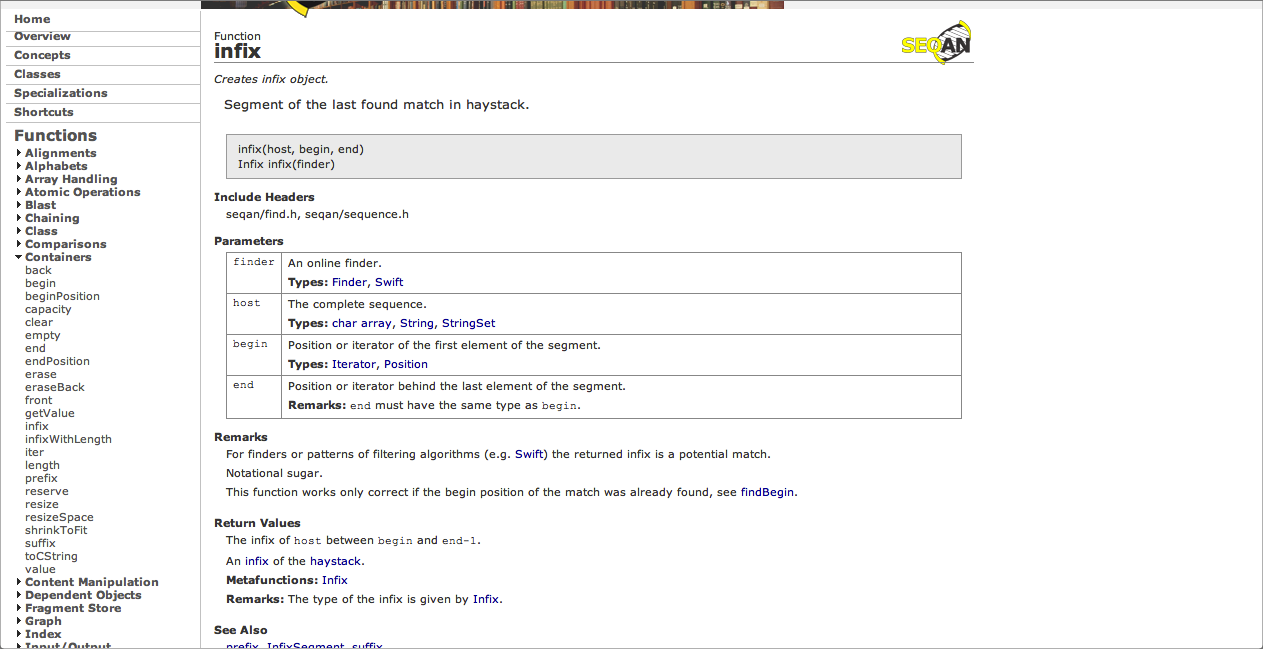 Home
Overview
Concepts
Classes
Specializations
Shortcuts
Functions
Alignments
Alphabets
Array Handling
Atomic Operations
Blast
Chaining
Class
Comparisons
Containers
back
begin
beginPosition
capacity
clear
empty
end
endPosition
erase
eraseBack
front
getValue
infix
infixWithLength
iter
length
prefix
reserve
resize
resizeSpace
shrinkToFit
suffix
toCString
value
Content Manipulation
Dependent Objects
Fragment Store
Graph
Index
Input/Output
Function
infix
SEQAN
Creates infix object.
Segment of the last found match in haystack.
infix(host, begin, end)
Infix infix(finder)
Include Headers
seqan/find.h, seqan/sequence.h
Parameters
finder An online finder.
Types: Finder, Swift
host The complete sequence.
Types: char array, String, StringSet
begin Position or iterator of the first element of the segment.
Types: Iterator, Position
end Position or iterator behind the last element of the segment.
Remarks: end must have the same type as begin.
Remarks
For finders or patterns of filtering algorithms (e.g. Swift) the returned infix is a potential match.
Notational sugar.
This function works only correct if the begin position of the match was already found, see findBegin.
Return Values
The infix of host between begin and end-1.
An infix of the haystack.
Metafunctions: Infix
Remarks: The type of the infix is given by Infix.
See Also
prefix, InfixSegment, suffix